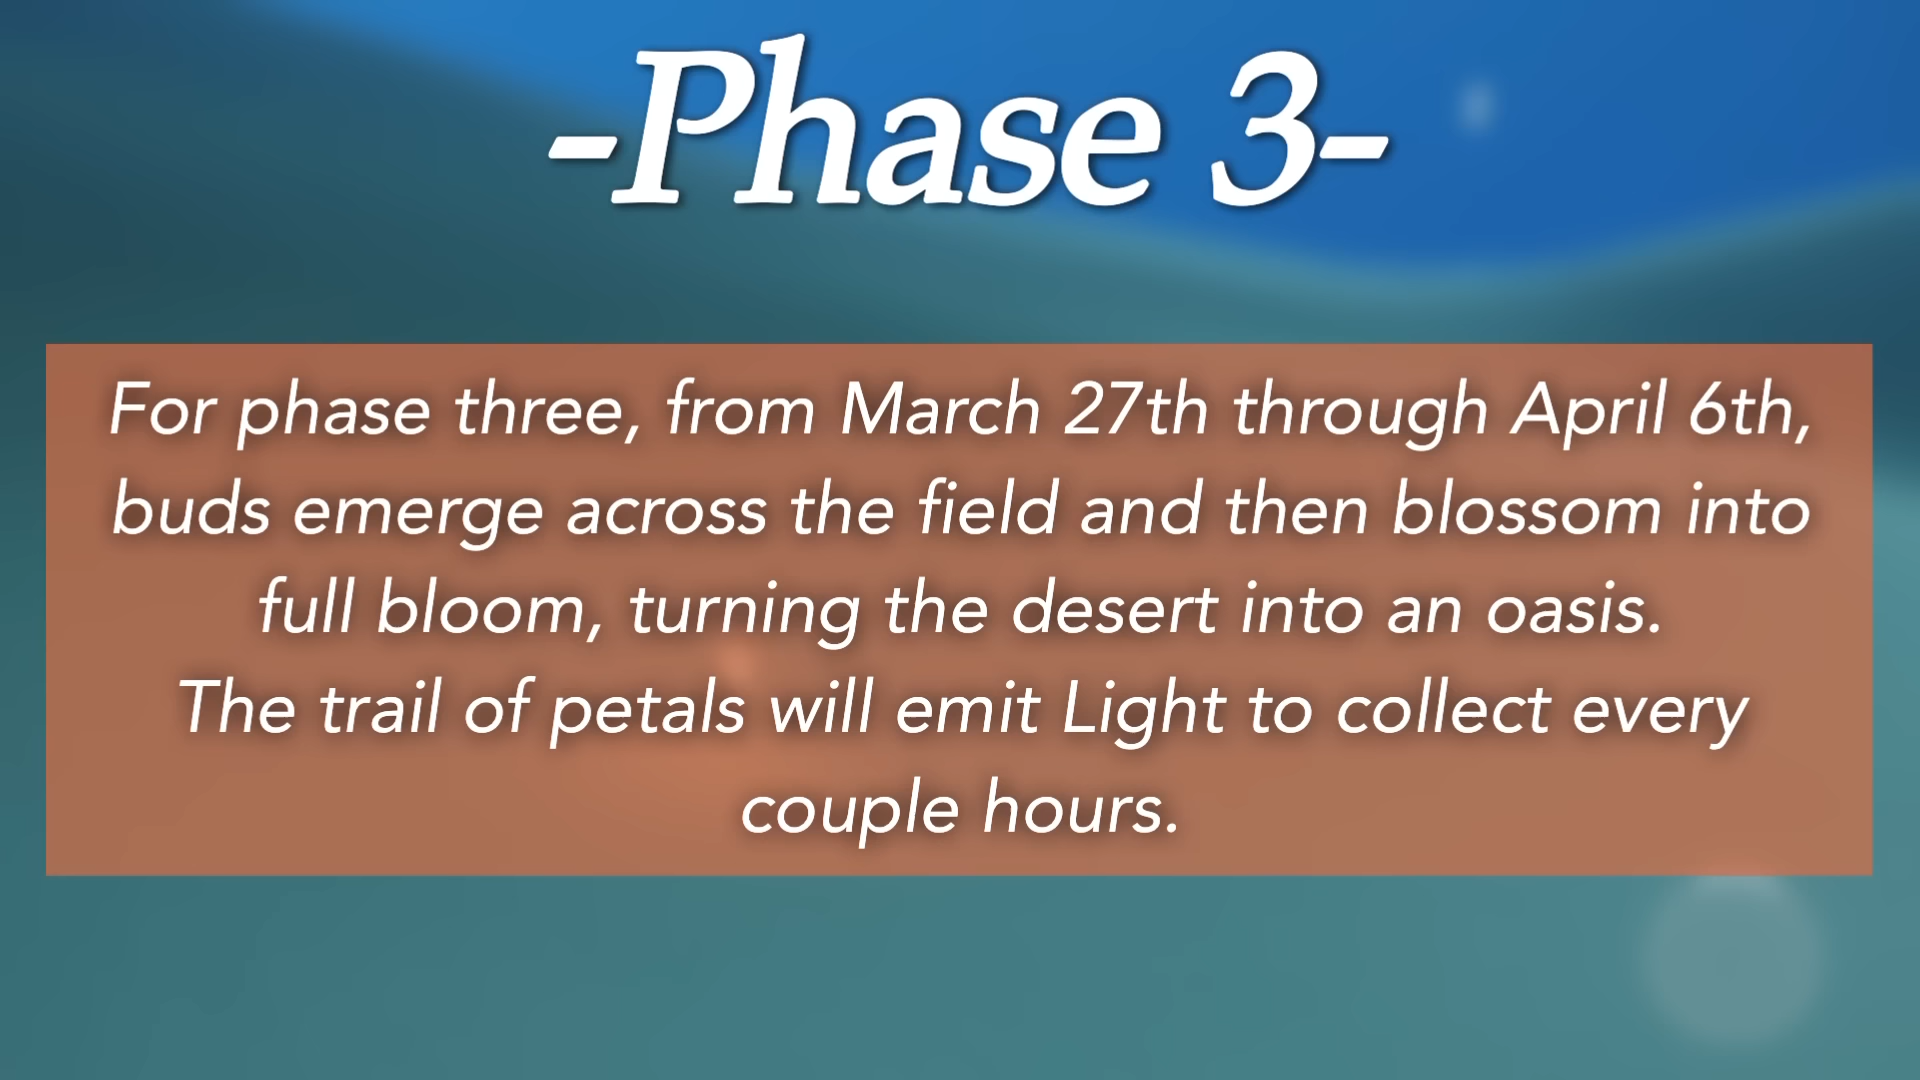 -Phase 3-
For phase three, from March 27th through April 6th,
buds emerge across the field and then blossom into
full bloom, turning the desert into an oasis.
The trail of petals will emit Light to collect every
couple hours.